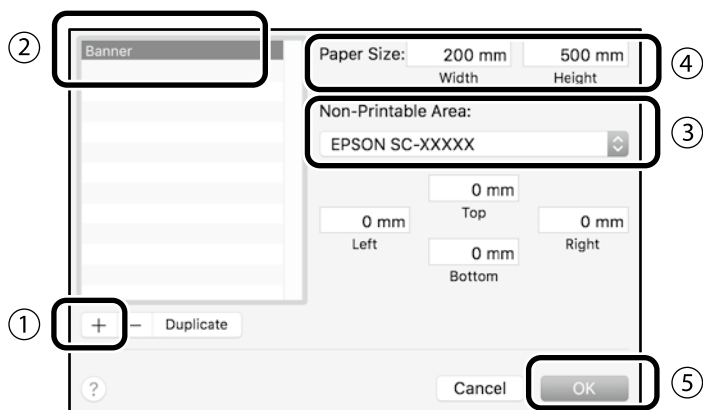 ②
Banner
Paper Size: 200 mm 500 mm
Width Height
④
Non-Printable Area:
EPSON SC-XXXXX
③
0 mm
Top
0 mm 0 mm
Left Right
0 mm
Bottom
①
+ − Duplicate
? Cancel OK
⑤